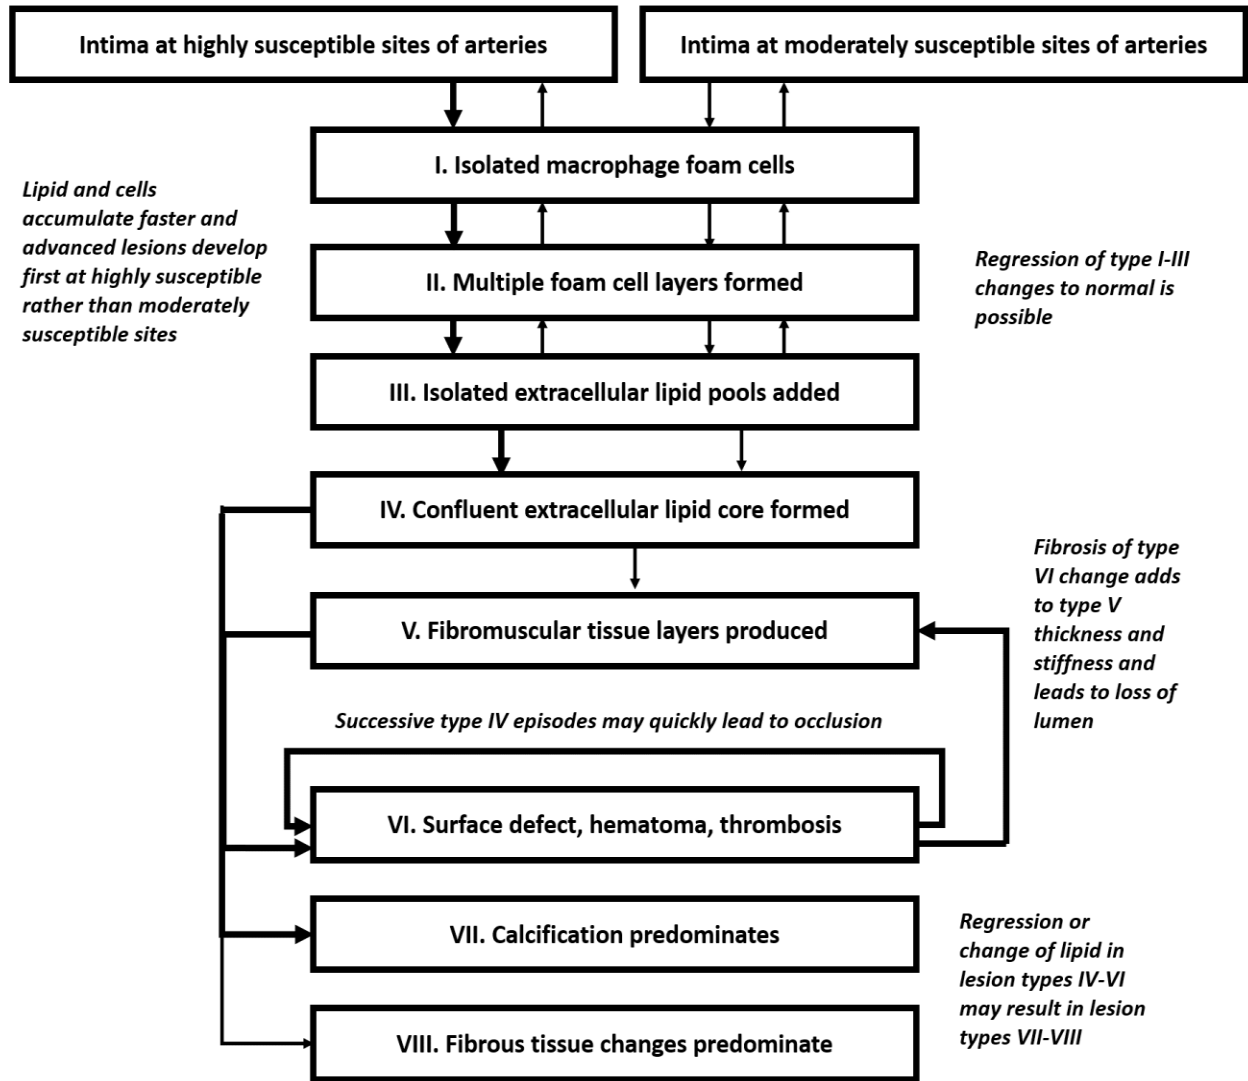 Intima at highly susceptible sites of arteries
Intima at moderately susceptible sites of arteries
I. Isolated macrophage foam cells
Lipid and cells
accumulate faster and
advanced lesions develop
first at highly susceptible
rather than moderately
susceptible sites
II. Multiple foam cell layers formed
Regression of type I-III
changes to normal is
possible
III. Isolated extracellular lipid pools added
IV. Confluent extracellular lipid core formed
Fibrosis of type
VI change adds
to type V
thickness and
stiffness and
leads to loss of
lumen
V. Fibromuscular tissue layers produced
Successive type IV episodes may quickly lead to occlusion
VI. Surface defect, hematoma, thrombosis
VII. Calcification predominates
Regression or
change of lipid in
lesion types IV-VI
may result in lesion
types VII-VIII
VIII. Fibrous tissue changes predominate